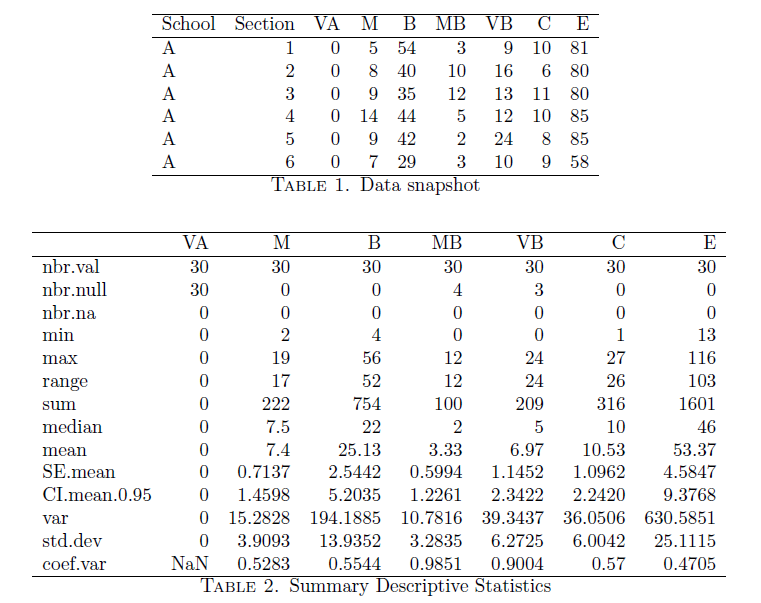 School Section VA M B MB VB C E
A 1 0 5 54 3 9 10 81
A 2 0 8 40 10 16 6 80
A 3 0 9 35 12 13 11 80
A 4 0 14 44 5 12 10 85
A 5 0 9 42 2 24 8 85
A 6 0 7 29 3 10 9 58
TABLE 1. Data snapshot
VA M B MB VB C E
nbr.val 30 30 30 30 30 30 30
nbr.null 30 0 0 4 3 0 0
nbr.na 0 0 0 0 0 0 0
min 0 2 4 0 0 1 13
max 0 19 56 12 24 27 116
range 0 17 52 12 24 26 103
sum 0 222 754 100 209 316 1601
median 0 7.5 22 2 5 10 46
mean 0 7.4 25.13 3.33 6.97 10.53 53.37
SE.mean 0 0.7137 2.5442 0.5994 1.1452 1.0962 4.5847
CI.mean.0.95 0 1.4598 5.2035 1.2261 2.3422 2.2420 9.3768
var 0 15.2828 194.1885 10.7816 39.3437 36.0506 630.5851
std.dev 0 3.9093 13.9352 3.2835 6.2725 6.0042 25.1115
coef.var NaN 0.5283 0.5544 0.9851 0.9004 0.57 0.4705
TABLE 2. Summary Descriptive Statistics